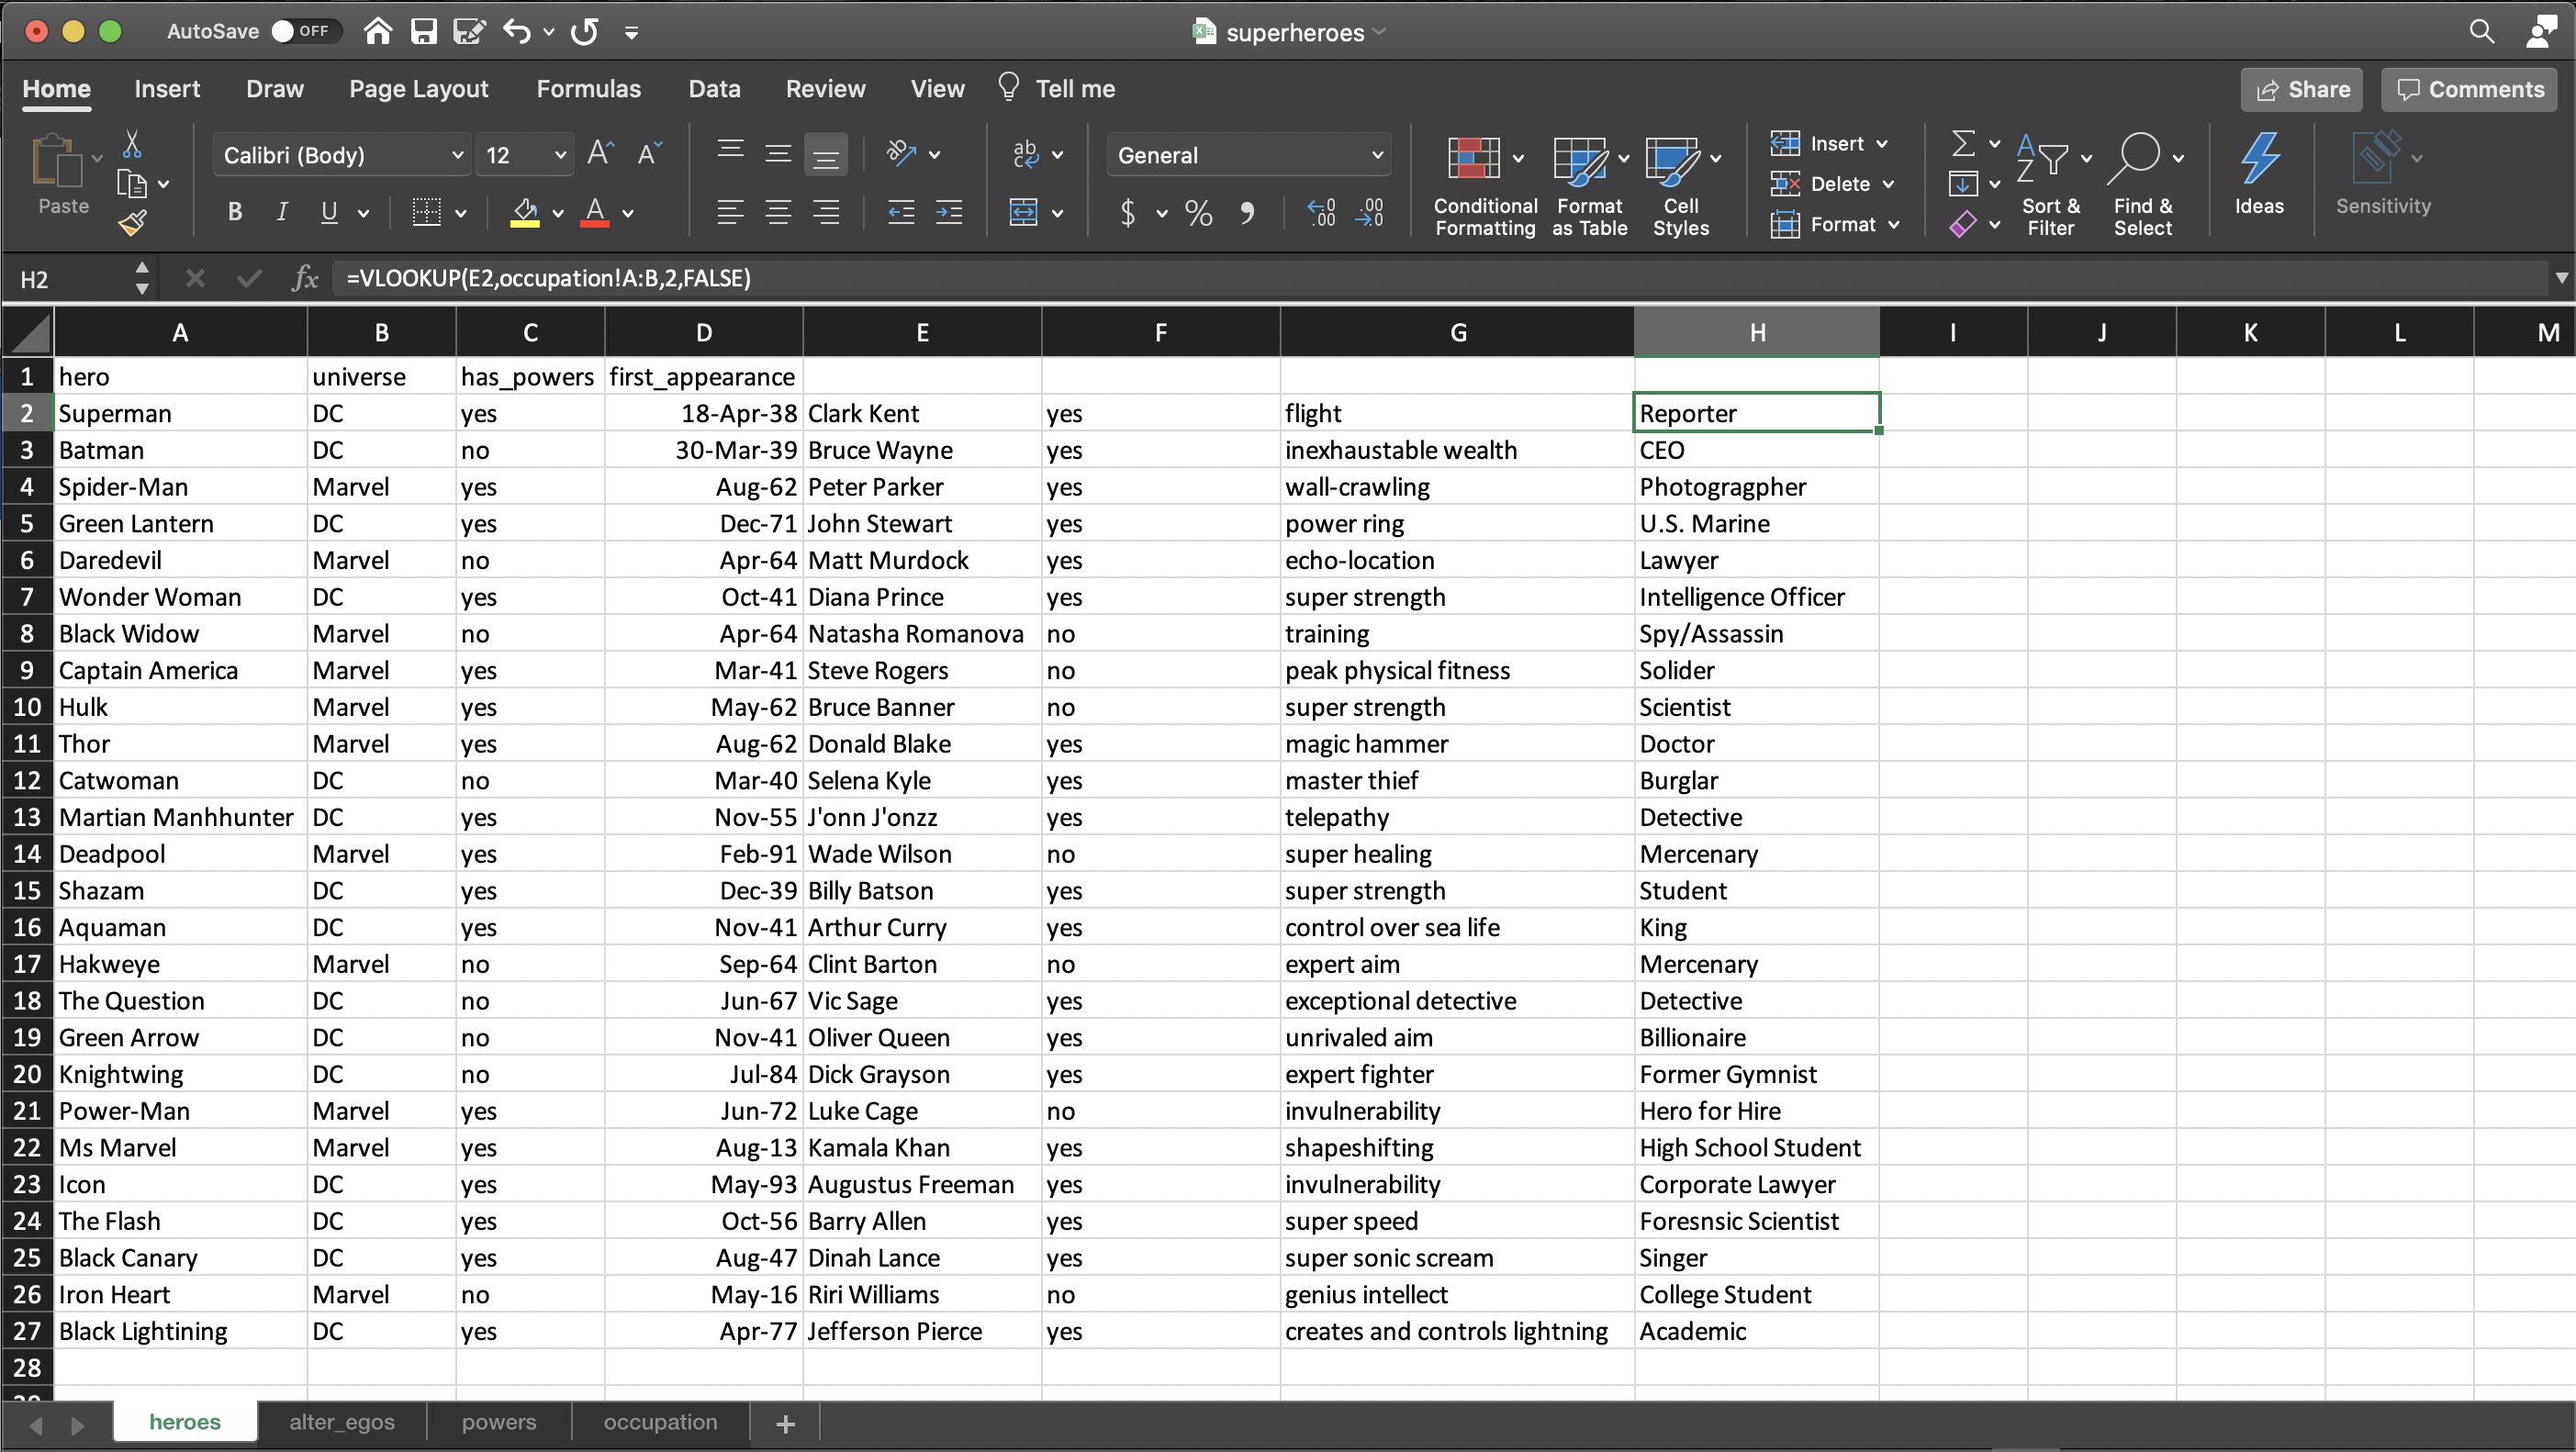 AutoSave OFF superheroes
Home Insert Draw Page Layout Formulas Data Review View Tell me Share Comments
Paste Calibri (Body) 12 A^ A˅ ab c General Conditional Formatting Format as Table Cell Styles Insert Delete Format Sort & Filter Find & Select Ideas Sensitivity
B I U A $ % 9 .00 .0 .00 .0
H2 fx =VLOOKUP(E2,occupation!A:B,2,FALSE)
A B C D E F G H I J K L M
1 hero universe has_powers first_appearance
2 Superman DC yes 18-Apr-38 Clark Kent yes flight Reporter
3 Batman DC no 30-Mar-39 Bruce Wayne yes inexhaustable wealth CEO
4 Spider-Man Marvel yes Aug-62 Peter Parker yes wall-crawling Photogragpher
5 Green Lantern DC yes Dec-71 John Stewart yes power ring U.S. Marine
6 Daredevil Marvel no Apr-64 Matt Murdock yes echo-location Lawyer
7 Wonder Woman DC yes Oct-41 Diana Prince yes super strength Intelligence Officer
8 Black Widow Marvel no Apr-64 Natasha Romanova no training Spy/Assassin
9 Captain America Marvel yes Mar-41 Steve Rogers no peak physical fitness Solider
10 Hulk Marvel yes May-62 Bruce Banner no super strength Scientist
11 Thor Marvel yes Aug-62 Donald Blake yes magic hammer Doctor
12 Catwoman DC no Mar-40 Selena Kyle yes master thief Burglar
13 Martian Manhhunter DC yes Nov-55 J'onn J'onzz yes telepathy Detective
14 Deadpool Marvel yes Feb-91 Wade Wilson no super healing Mercenary
15 Shazam DC yes Dec-39 Billy Batson yes super strength Student
16 Aquaman DC yes Nov-41 Arthur Curry yes control over sea life King
17 Hakweye Marvel no Sep-64 Clint Barton no expert aim Mercenary
18 The Question DC no Jun-67 Vic Sage yes exceptional detective Detective
19 Green Arrow DC no Nov-41 Oliver Queen yes unrivaled aim Billionaire
20 Knightwing DC no Jul-84 Dick Grayson yes expert fighter Former Gymnist
21 Power-Man Marvel yes Jun-72 Luke Cage no invulnerability Hero for Hire
22 Ms Marvel Marvel yes Aug-13 Kamala Khan yes shapeshifting High School Student
23 Icon DC yes May-93 Augustus Freeman yes invulnerability Corporate Lawyer
24 The Flash DC yes Oct-56 Barry Allen yes super speed Foresnsic Scientist
25 Black Canary DC yes Aug-47 Dinah Lance yes super sonic scream Singer
26 Iron Heart Marvel no May-16 Riri Williams no genius intellect College Student
27 Black Lightining DC yes Apr-77 Jefferson Pierce yes creates and controls lightning Academic
28
heroes alter_egos powers occupation +